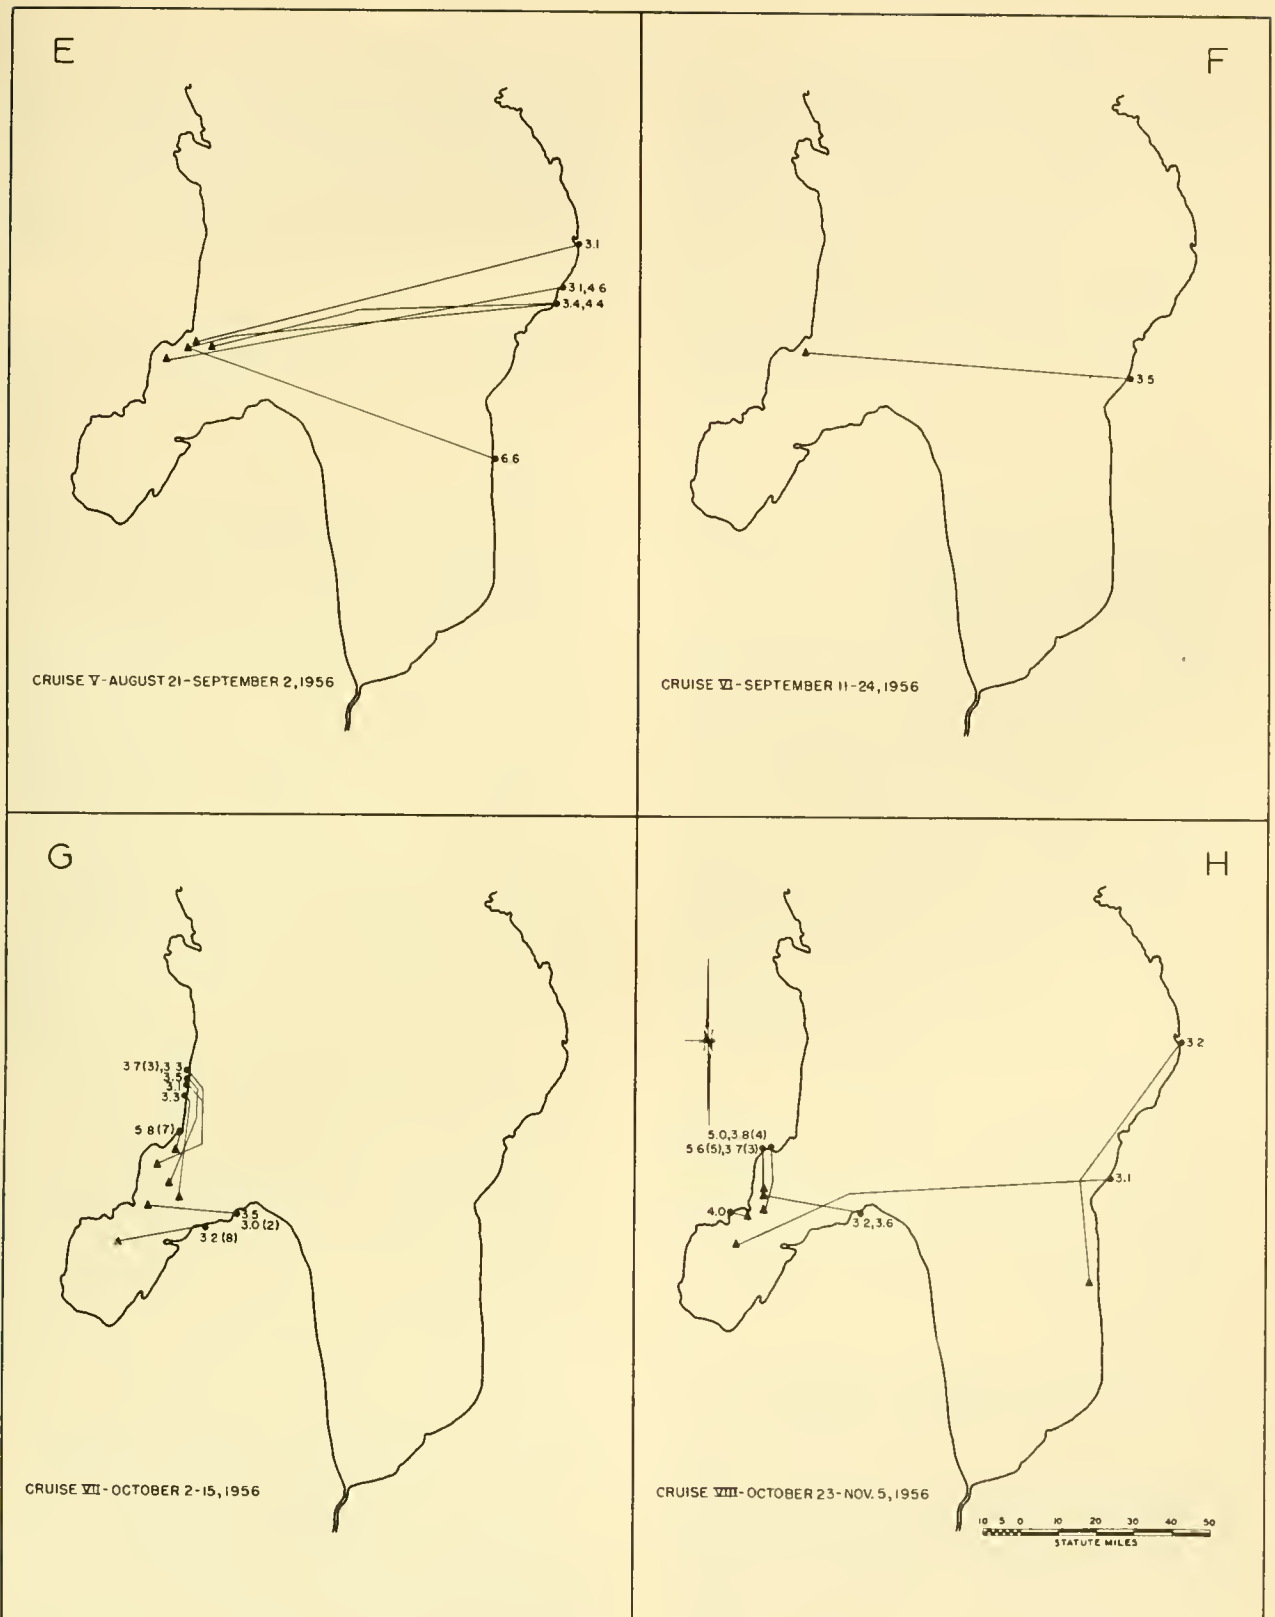 E
3.1
3 1,4 6
3.4,4 4
6.6
CRUISE V-AUGUST 21-SEPTEMBER 2,1956
F
3 5
CRUISE VI-SEPTEMBER 11-24,1956
G
3 7(3),3 3
3.5
3.1
3.3
5 8(7)
3.5
3.0(2)
3 2(8)
CRUISE VII-OCTOBER 2-15,1956
H
3 2
5.0,3.8(4)
5 6(5),3 7(3)
3.1
4.0
3 2,3.6
CRUISE VIII-OCTOBER 23-NOV. 5,1956
10 5 0 10 20 30 40 50
STATUTE MILES